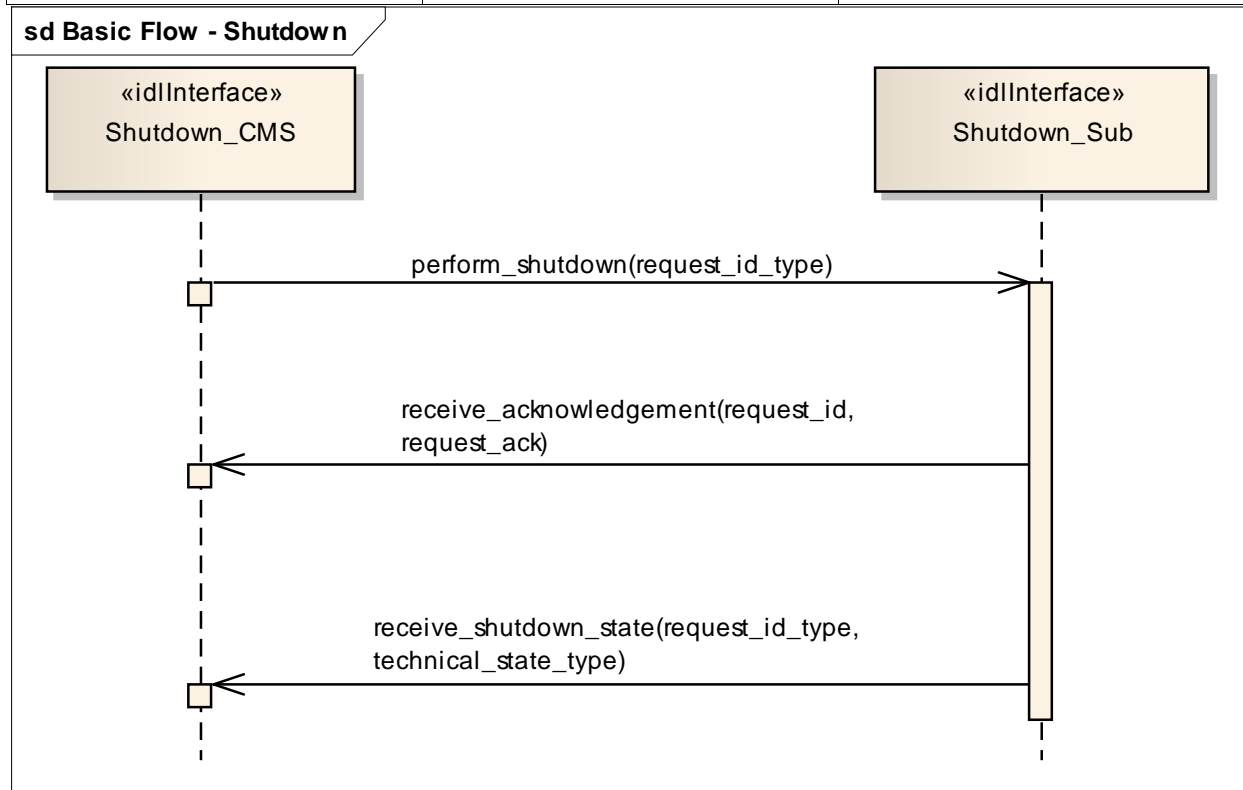 sd Basic Flow - Shutdown
«idlInterface»
Shutdown_CMS
«idlInterface»
Shutdown_Sub
perform_shutdown(request_id_type)
receive_acknowledgement(request_id,
request_ack)
receive_shutdown_state(request_id_type,
technical_state_type)